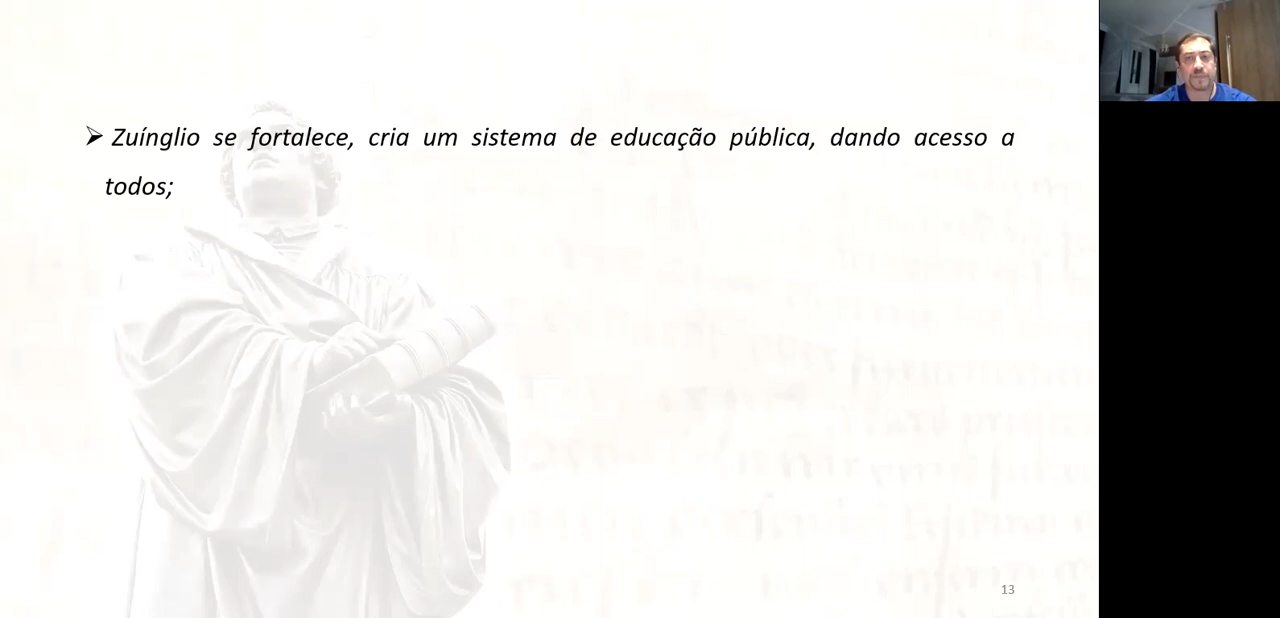 ➢ Zuínglio se fortalece, cria um sistema de educação pública, dando acesso a
todos;
13